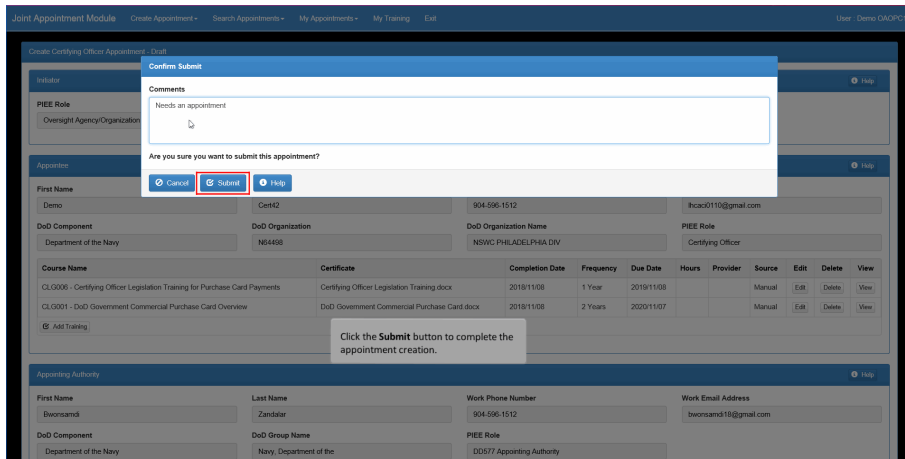 Joint Appointment Module Create Appointment Search Appointments My Appointments My Training Exit User : Demo OAOPC1
Create Certifying Officer Appointment - Draft
Confirm Submit
Initiator Help
Comments
PIEE Role
Needs an appointment
Oversight Agency/Organization
Are you sure you want to submit this appointment?
Appointee Help
Cancel Submit Help
First Name
Demo Cert42 904-596-1512 lhcaci0110@gmail.com
DoD Component DoD Organization DoD Organization Name PIEE Role
Department of the Navy N64498 NSWC PHILADELPHIA DIV Certifying Officer
Course Name Certificate Completion Date Frequency Due Date Hours Provider Source Edit Delete View
CLG006 - Certifying Officer Legislation Training for Purchase Card Payments Certifying Officer Legislation Training.docx 2018/11/08 1 Year 2019/11/08 Manual Edit Delete View
CLG001 - DoD Government Commercial Purchase Card Overview DoD Government Commercial Purchase Card.docx 2018/11/08 2 Years 2020/11/07 Manual Edit Delete View
Add Training
Click the Submit button to complete the
appointment creation.
Appointing Authority Help
First Name Last Name Work Phone Number Work Email Address
Bwonsamdi Zandalar 904-596-1512 bwonsamdi18@gmail.com
DoD Component DoD Group Name PIEE Role
Department of the Navy Navy, Department of the DD577 Appointing Authority